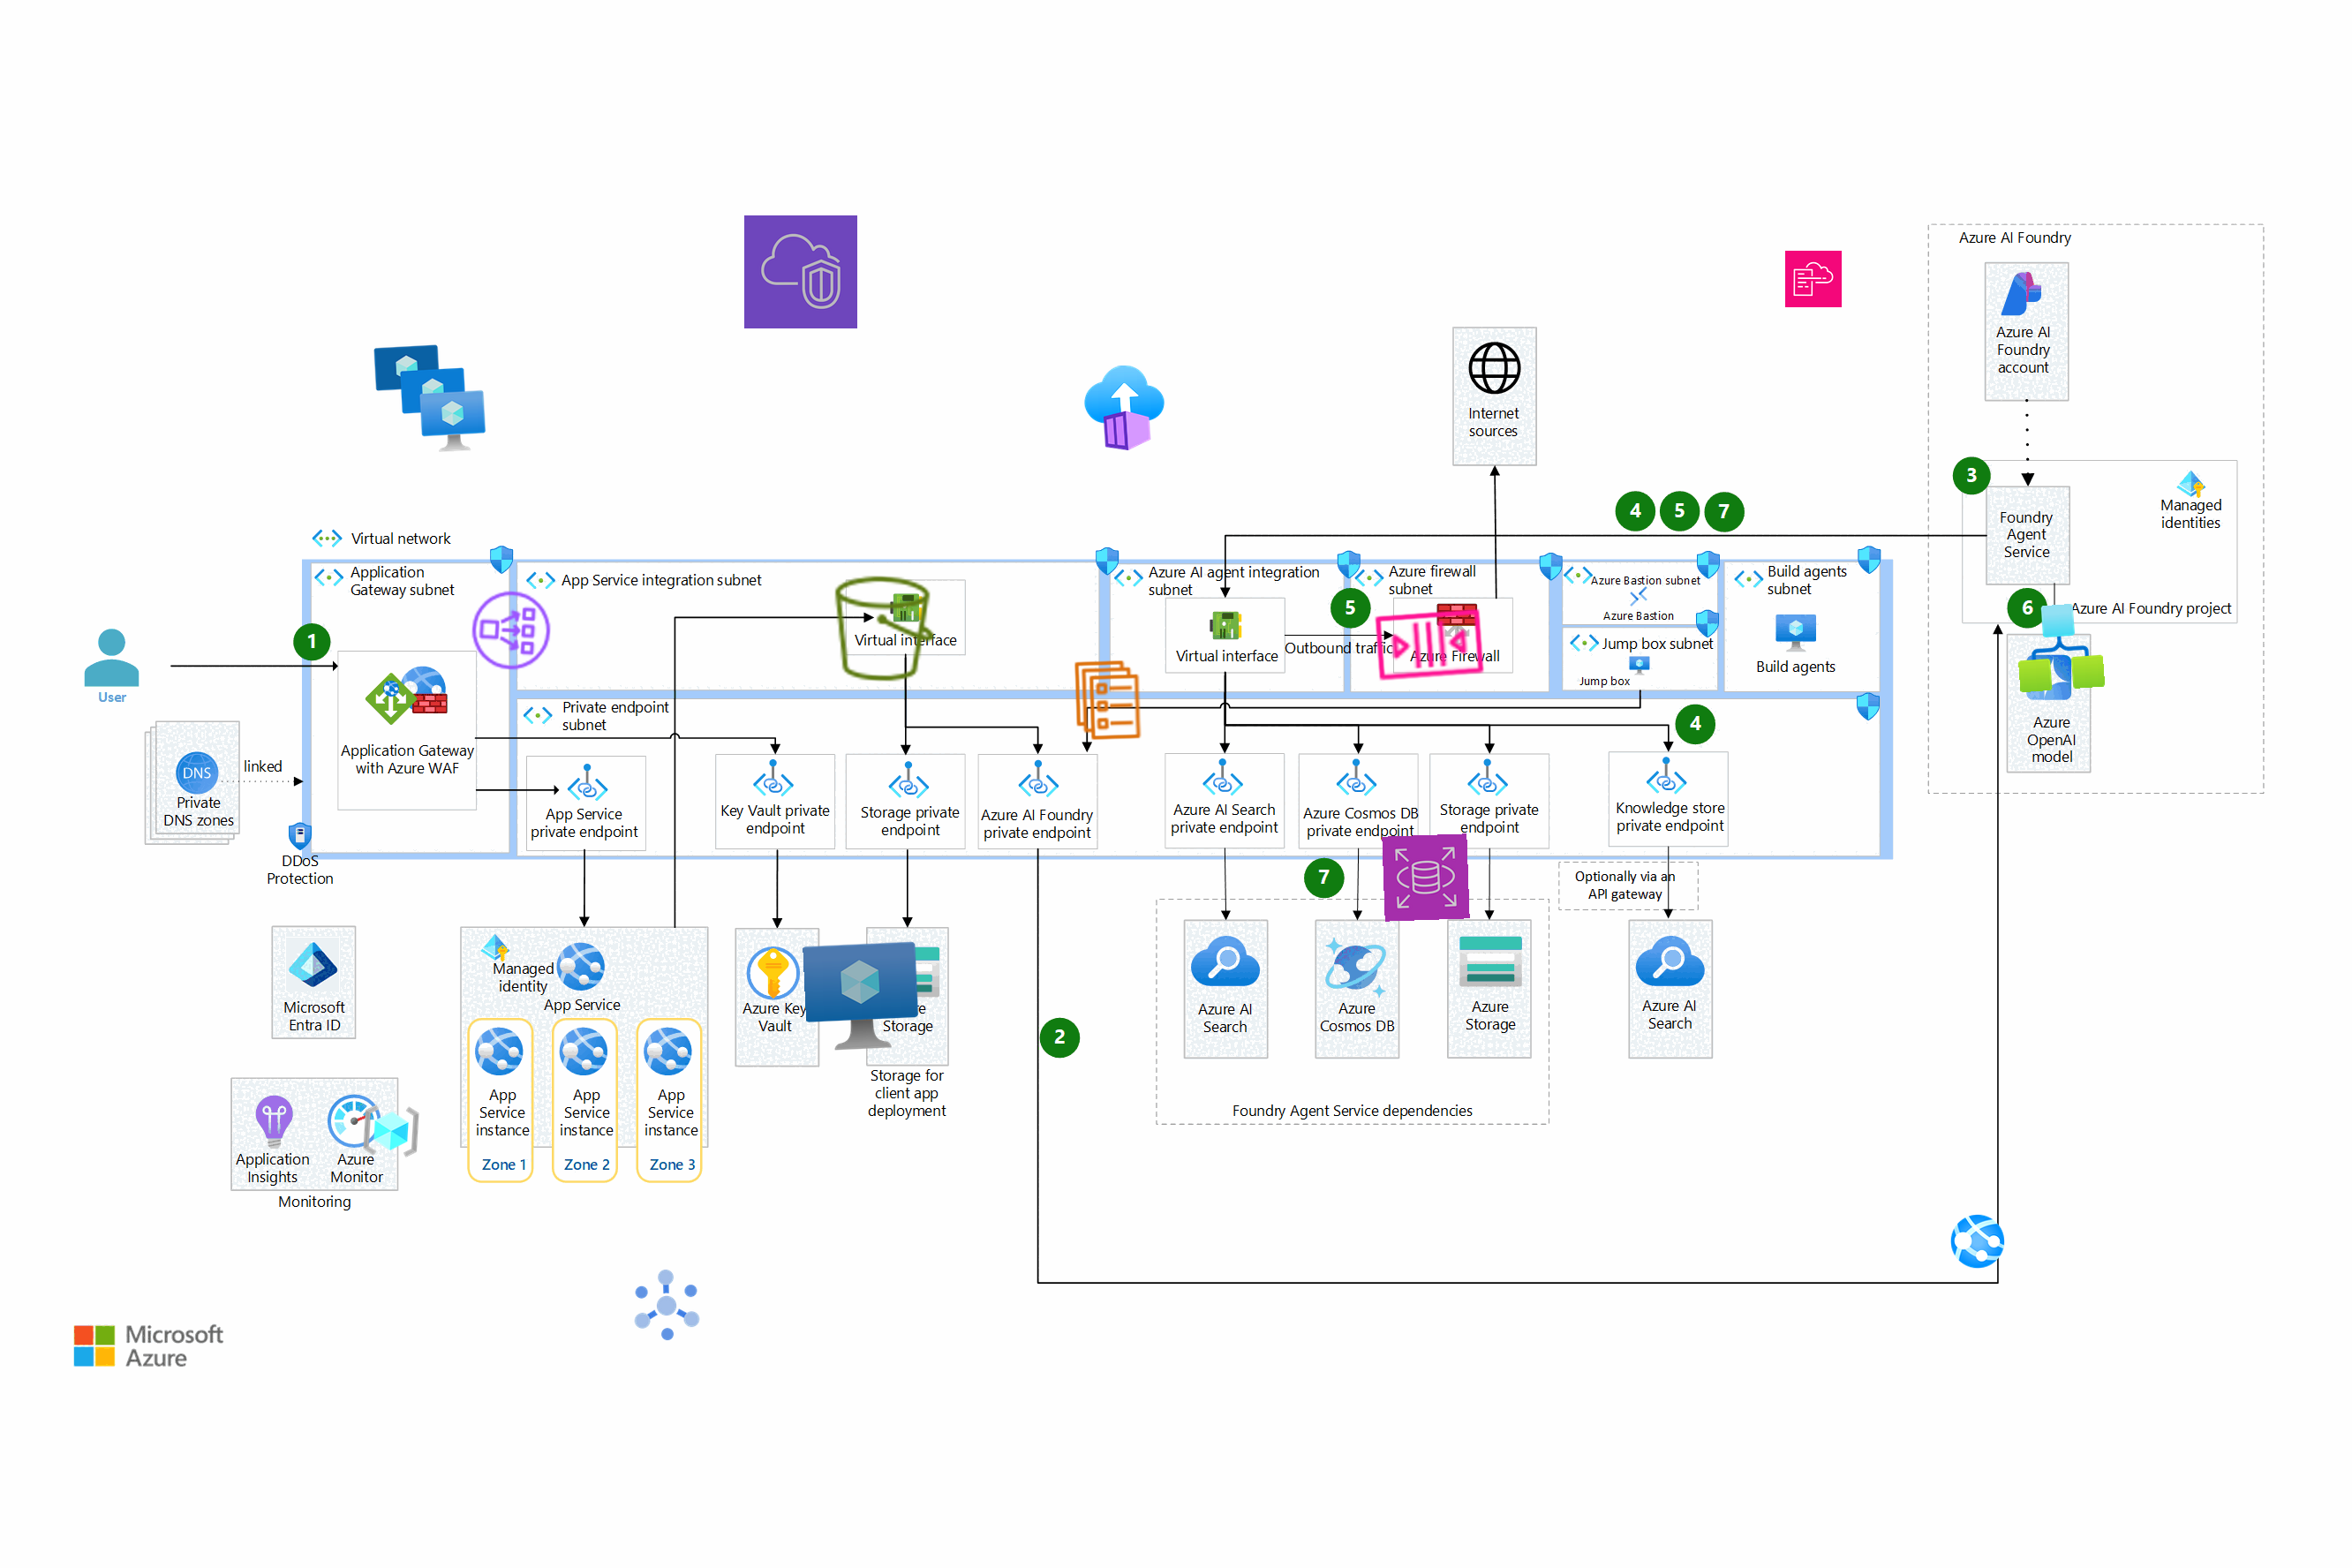 Azure AI Foundry
Azure AI
Foundry
account
Internet
sources
3
Managed
identities
4
5
7
Foundry
Agent
Service
Virtual network
Application
Gateway subnet
App Service integration subnet
Azure AI agent integration
subnet
Azure firewall
subnet
Azure Bastion subnet
Build agents
subnet
5
6
Azure AI Foundry project
Azure Bastion
1
Virtual interface
Virtual interface
Outbound traffic
Azure Firewall
Jump box subnet
Jump box
Build agents
User
Private endpoint
subnet
4
Azure
OpenAI
model
Application Gateway
with Azure WAF
linked
DNS
Private
DNS zones
App Service
private endpoint
Key Vault private
endpoint
Storage private
endpoint
Azure AI Foundry
private endpoint
Azure AI Search
private endpoint
Azure Cosmos DB
private endpoint
Storage private
endpoint
Knowledge store
private endpoint
DDoS
Protection
7
Optionally via an
API gateway
Microsoft
Entra ID
Managed
identity
App Service
Azure Key
Vault
Storage
Storage for
client app
deployment
2
Azure AI
Search
Azure
Cosmos DB
Azure
Storage
Azure AI
Search
App
Service
instance
App
Service
instance
App
Service
instance
Zone 1
Zone 2
Zone 3
Foundry Agent Service dependencies
Application
Insights
Azure
Monitor
Monitoring
Microsoft
Azure